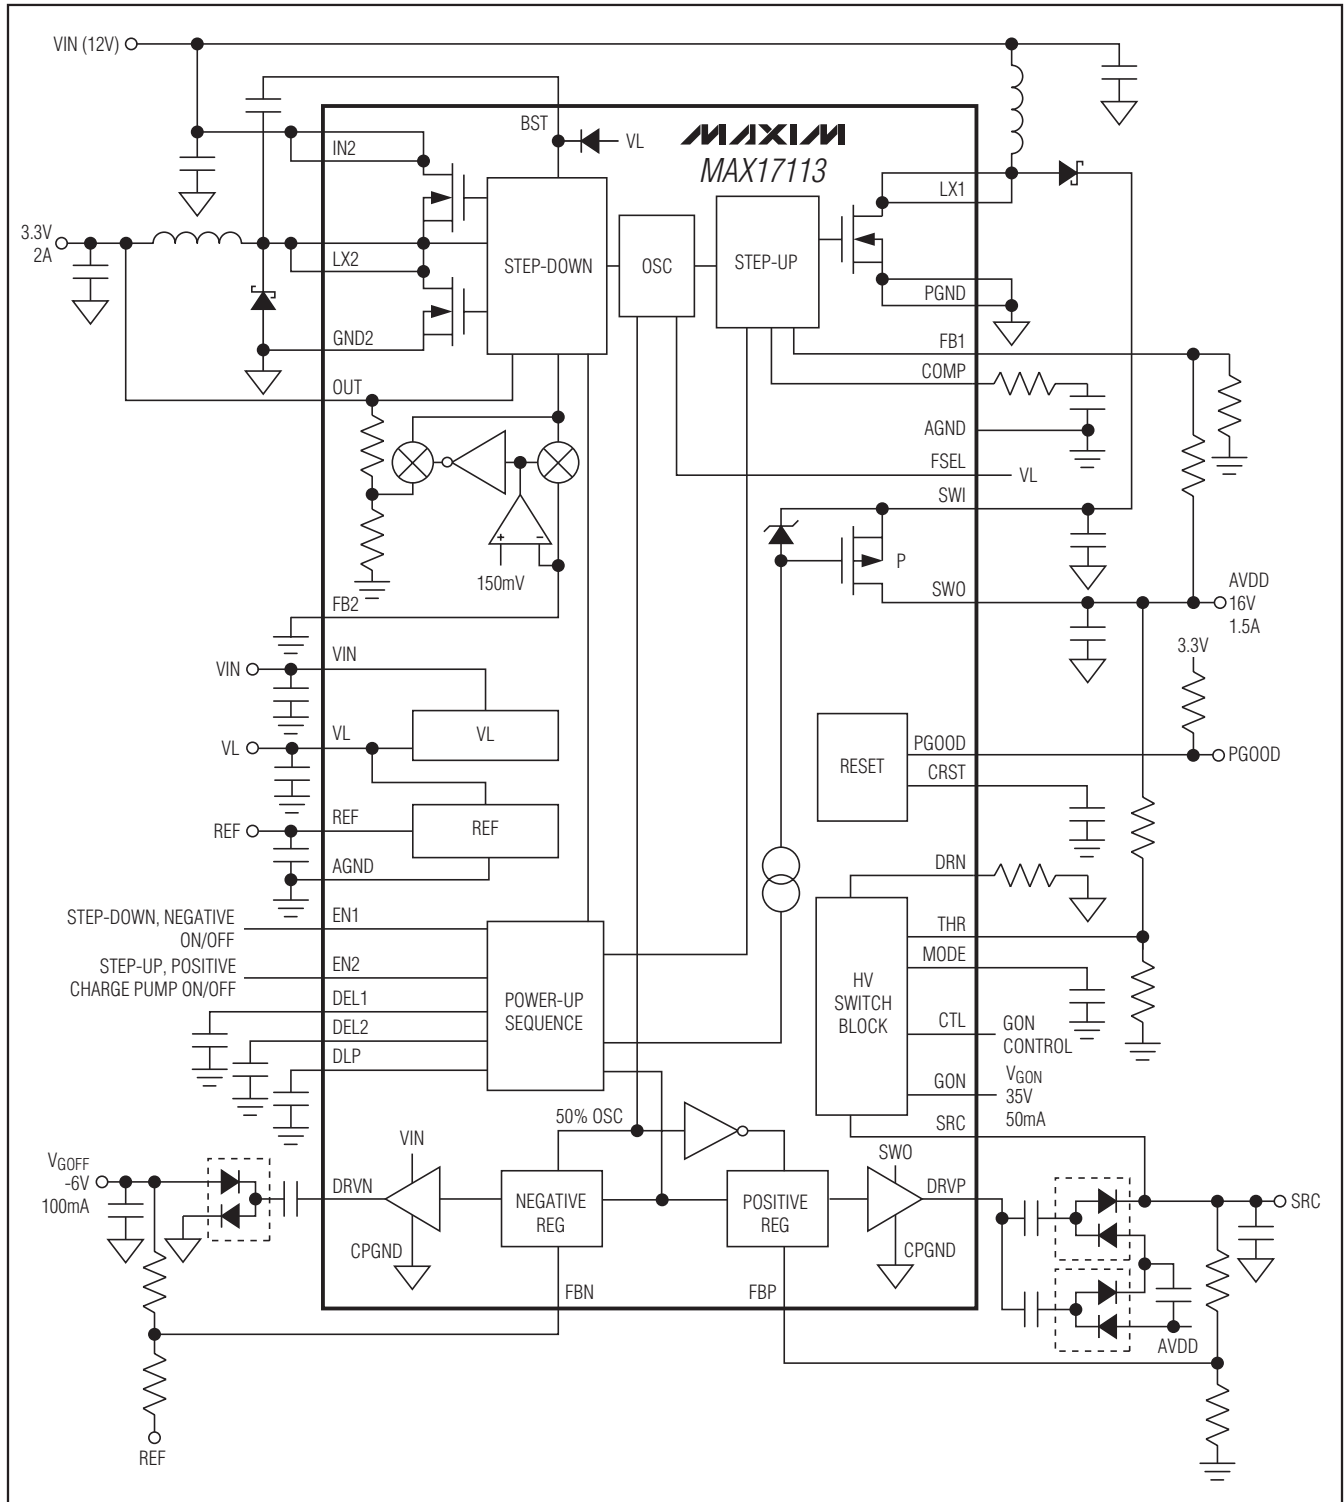 VIN (12V)
BST
VL
MAXIM
MAX17113
IN2
LX1
3.3V
2A
LX2
STEP-DOWN
OSC
STEP-UP
PGND
GND2
FB1
OUT
COMP
AGND
FSEL
VL
SWI
+
-
150mV
P
FB2
SWO
AVDD
16V
1.5A
VIN
VIN
3.3V
VL
VL
VL
RESET
PGOOD
PGOOD
CRST
REF
REF
REF
AGND
DRN
STEP-DOWN, NEGATIVE
ON/OFF
EN1
THR
STEP-UP, POSITIVE
CHARGE PUMP ON/OFF
EN2
MODE
DEL1
DEL2
DLP
POWER-UP
SEQUENCE
HV
SWITCH
BLOCK
CTL
GON
CONTROL
GON
VGON
35V
50mA
SRC
50% OSC
VIN
SWO
VGOFF
-6V
100mA
DRVN
NEGATIVE
REG
POSITIVE
REG
DRVP
SRC
CPGND
CPGND
FBN
FBP
AVDD
REF